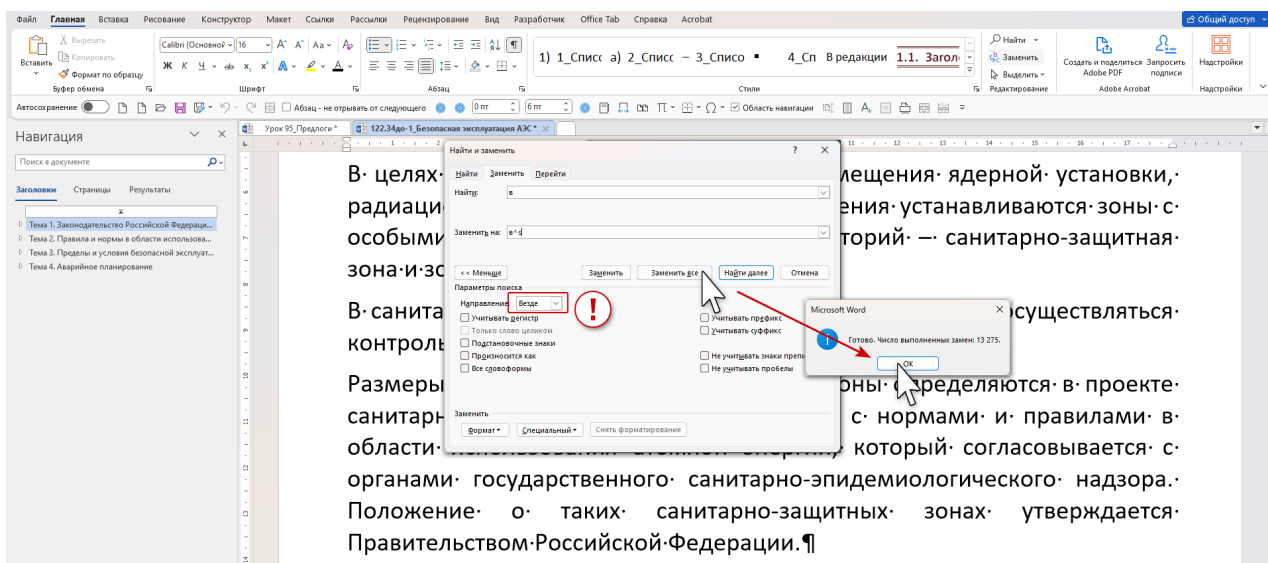 Файл Главная Вставка Рисование Конструктор Макет Ссылки Рассылки Рецензирование Вид Разработчик Office Tab Справка Acrobat Общий доступ
Вставить
Вырезать
Копировать
Формат по образцу
Буфер обмена
Calibri (Основной 16
Ж К Ч ab x, x²
Шрифт
Абзац
1) 1_Списс а) 2_Списс – 3_Списо ▪ 4_Сп В редакции 1.1. Загол
Стили
Найти
Заменить
Выделить
Редактирование
Создать и поделиться Adobe PDF
Запросить подписи
Adobe Acrobat
Надстройки
Надстройки
Автосохранение Абзац - не отрывать от следующего 0 пт 6 пт Область навигации
Урок 95_Предлоги * 122.34до-1_Безопасная эксплуатация АЭС *
Навигация
Поиск в документе
Заголовки Страницы Результаты
Тема 1. Законодательство Российской Федераци...
Тема 2. Правила и нормы в области использова...
Тема 3. Пределы и условия безопасной эксплуат...
Тема 4. Аварийное планирование
Найти и заменить ? ×
Найти Заменить Перейти
Найти: в
Заменить на: в^s
<< Меньше Заменить Заменить все Найти далее Отмена
Параметры поиска
Направление: Везде
!
Учитывать регистр
Только слово целиком
Подстановочные знаки
Произносится как
Все словоформы
Учитывать префикс
Учитывать суффикс
Не учитывать знаки препи
Не учитывать пробелы
Заменить
Формат Специальный Снять форматирование
Microsoft Word
Готово. Число выполненных замен: 13 275.
ОК
В· целях· мещения· ядерной· установки,·
радиаци ения·устанавливаются·зоны·с·
особыми торий· –· санитарно-защитная·
зона·и·зо
В·санита осуществляться·
контроль
Размеры оны· определяются· в· проекте·
санитарн с· нормами· и· правилами· в·
области· использования атомной энергии, который· согласовывается· с·
органами· государственного· санитарно-эпидемиологического· надзора.·
Положение· о· таких· санитарно-защитных· зонах· утверждается·
Правительством·Российской·Федерации.¶